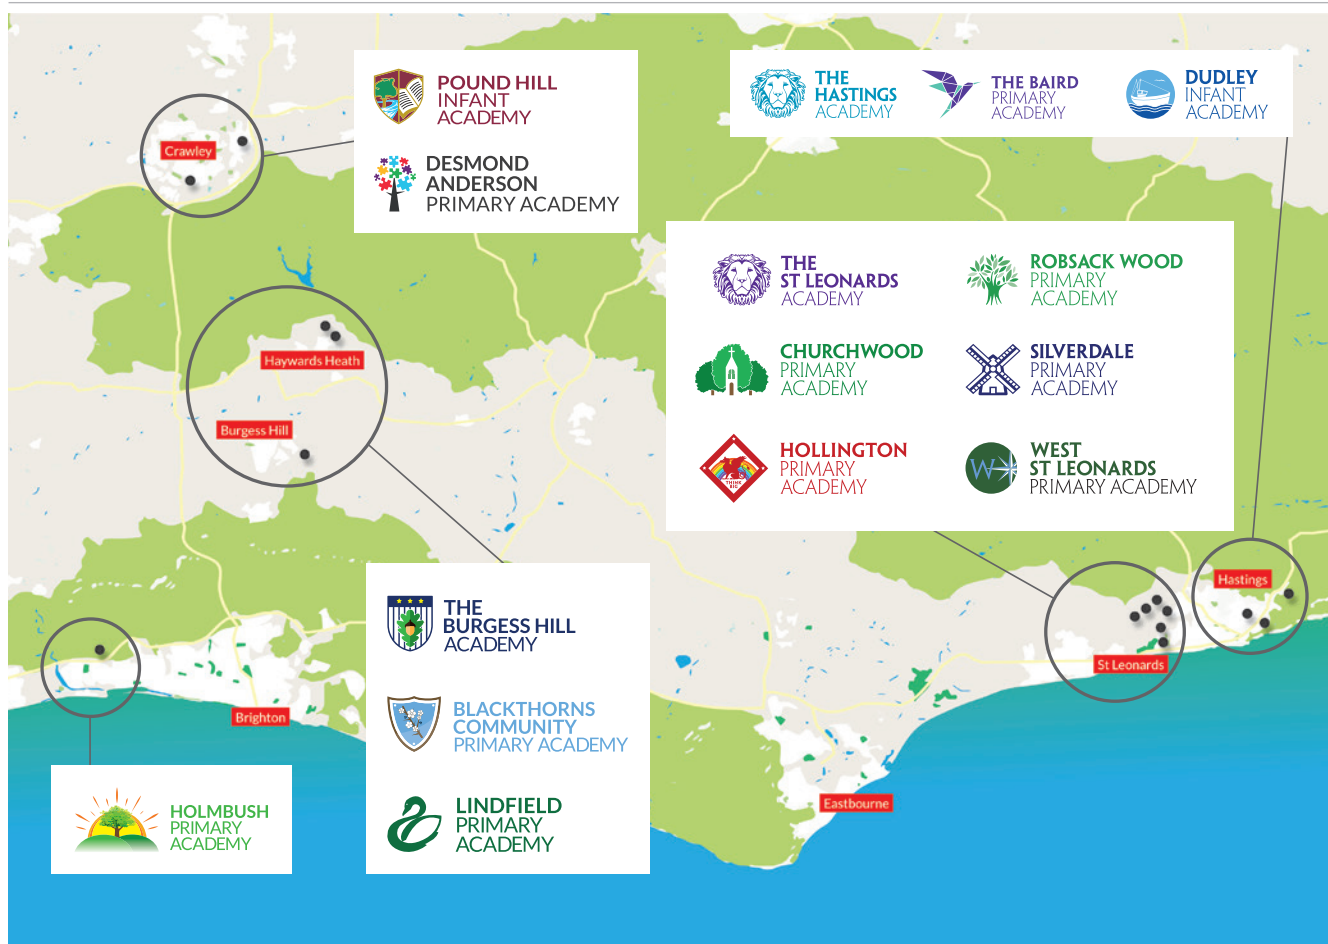 POUND HILL
INFANT
ACADEMY
DESMOND
ANDERSON
PRIMARY ACADEMY
THE
HASTINGS
ACADEMY
THE BAIRD
PRIMARY
ACADEMY
DUDLEY
INFANT
ACADEMY
Crawley
THE
ST LEONARDS
ACADEMY
ROBSACK WOOD
PRIMARY
ACADEMY
CHURCHWOOD
PRIMARY
ACADEMY
SILVERDALE
PRIMARY
ACADEMY
HOLLINGTON
PRIMARY
ACADEMY
THINK
BIG
W
WEST
ST LEONARDS
PRIMARY ACADEMY
Haywards Heath
Burgess Hill
Hastings
St Leonards
THE
BURGESS HILL
ACADEMY
BLACKTHORNS
COMMUNITY
PRIMARY ACADEMY
LINDFIELD
PRIMARY
ACADEMY
Brighton
Eastbourne
HOLMBUSH
PRIMARY
ACADEMY